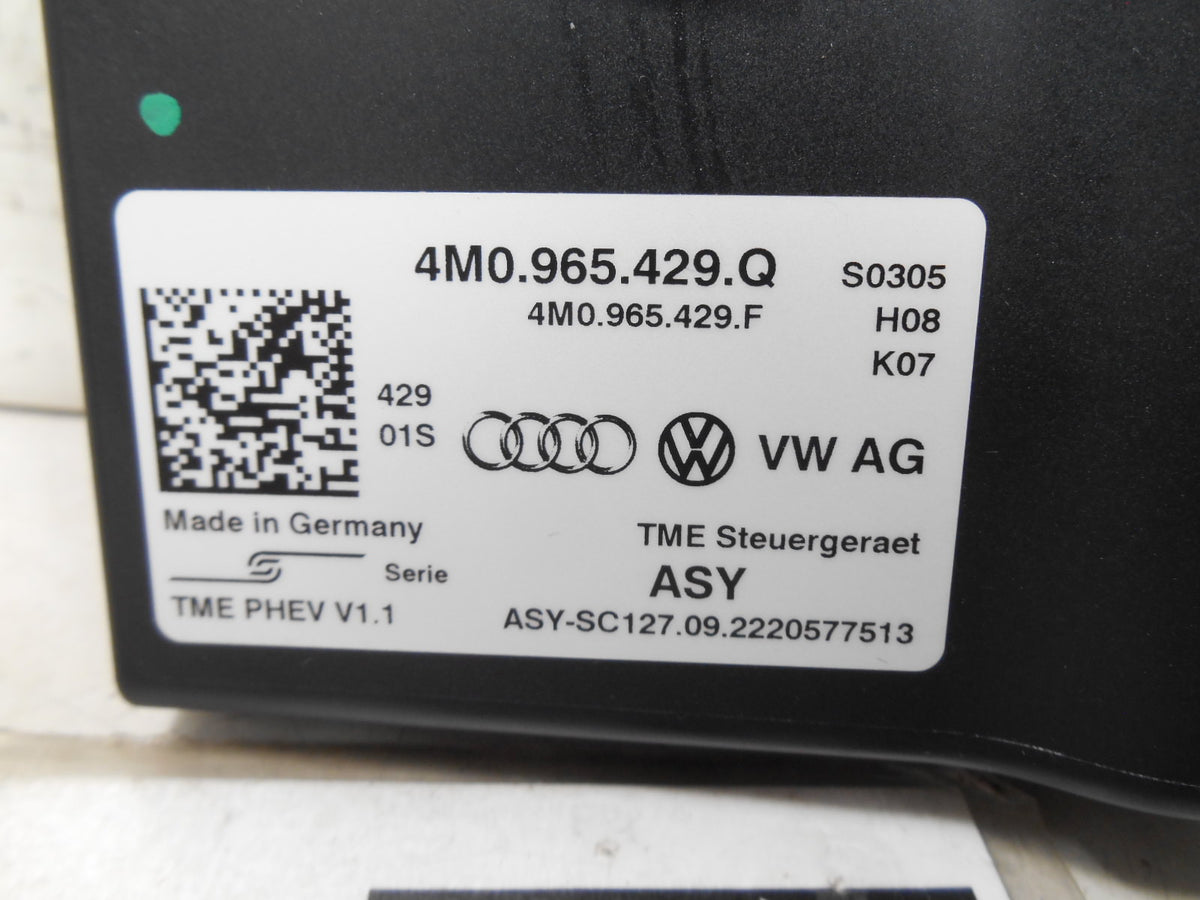 4M0.965.429.Q
4M0.965.429.F
S0305
H08
K07
429
01S
VW AG
Made in Germany
Serie
TME PHEV V1.1
TME Steuergeraet
ASY
ASY-SC127.09.2220577513